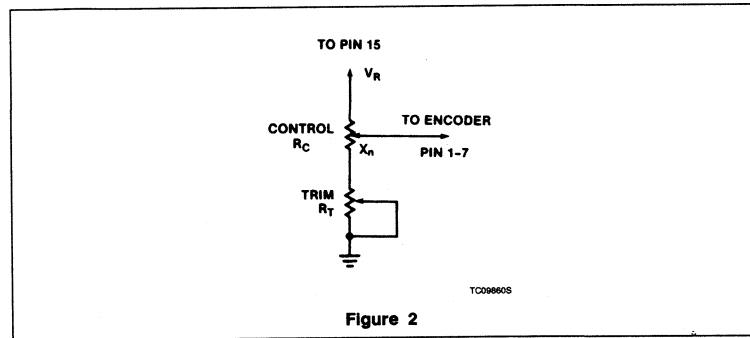 TO PIN 15
V_R
CONTROL
R_C
TO ENCODER
X_n
PIN 1-7
TRIM
R_T
TC09860S
Figure 2